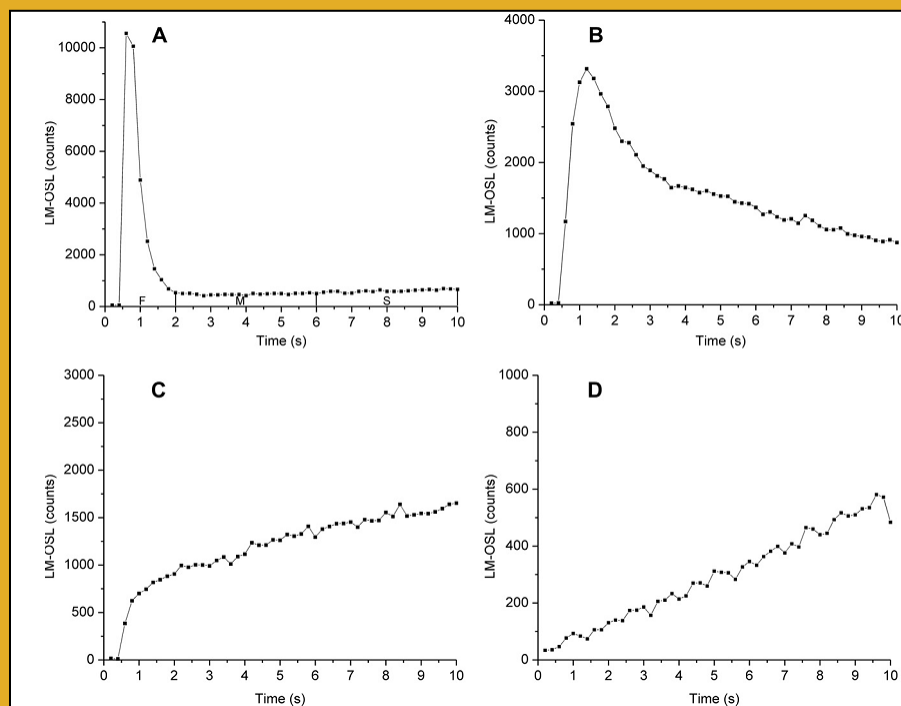 A
LM-OSL (counts)
10000
8000
6000
4000
2000
0
F
M
S
0 1 2 3 4 5 6 7 8 9 10
Time (s)
B
LM-OSL (counts)
4000
3000
2000
1000
0
0 1 2 3 4 5 6 7 8 9 10
Time (s)
C
LM-OSL (counts)
3000
2500
2000
1500
1000
500
0
0 1 2 3 4 5 6 7 8 9 10
Time (s)
D
LM-OSL (counts)
1000
800
600
400
200
0
0 1 2 3 4 5 6 7 8 9 10
Time (s)